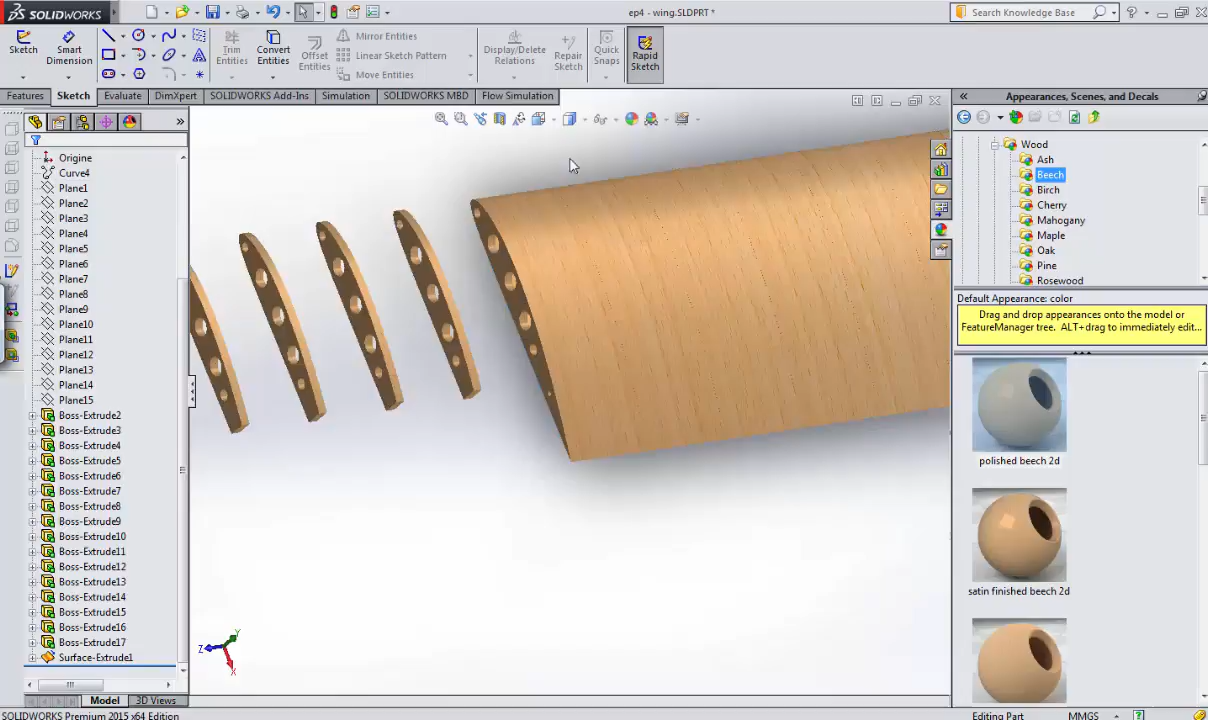 SOLIDWORKS
ep4 - wing.SLDPRT *
Search Knowledge Base
Sketch
Smart Dimension
Trim Entities
Convert Entities
Offset Entities
Mirror Entities
Linear Sketch Pattern
Move Entities
Display/Delete Relations
Repair Sketch
Quick Snaps
Rapid Sketch
Features
Sketch
Evaluate
DimXpert
SOLIDWORKS Add-Ins
Simulation
SOLIDWORKS MBD
Flow Simulation
Appearances, Scenes, and Decals
Origine
Curve4
Plane1
Plane2
Plane3
Plane4
Plane5
Plane6
Plane7
Plane8
Plane9
Plane10
Plane11
Plane12
Plane13
Plane14
Plane15
Boss-Extrude2
Boss-Extrude3
Boss-Extrude4
Boss-Extrude5
Boss-Extrude6
Boss-Extrude7
Boss-Extrude8
Boss-Extrude9
Boss-Extrude10
Boss-Extrude11
Boss-Extrude12
Boss-Extrude13
Boss-Extrude14
Boss-Extrude15
Boss-Extrude16
Boss-Extrude17
Surface-Extrude1
Y
Z
X
Wood
Ash
Beech
Birch
Cherry
Mahogany
Maple
Oak
Pine
Rosewood
Default Appearance: color
Drag and drop appearances onto the model or
FeatureManager tree. ALT+drag to immediately edit...
polished beech 2d
satin finished beech 2d
Model
3D Views
SOLIDWORKS Premium 2015 x64 Edition
Editing Part
MMGS